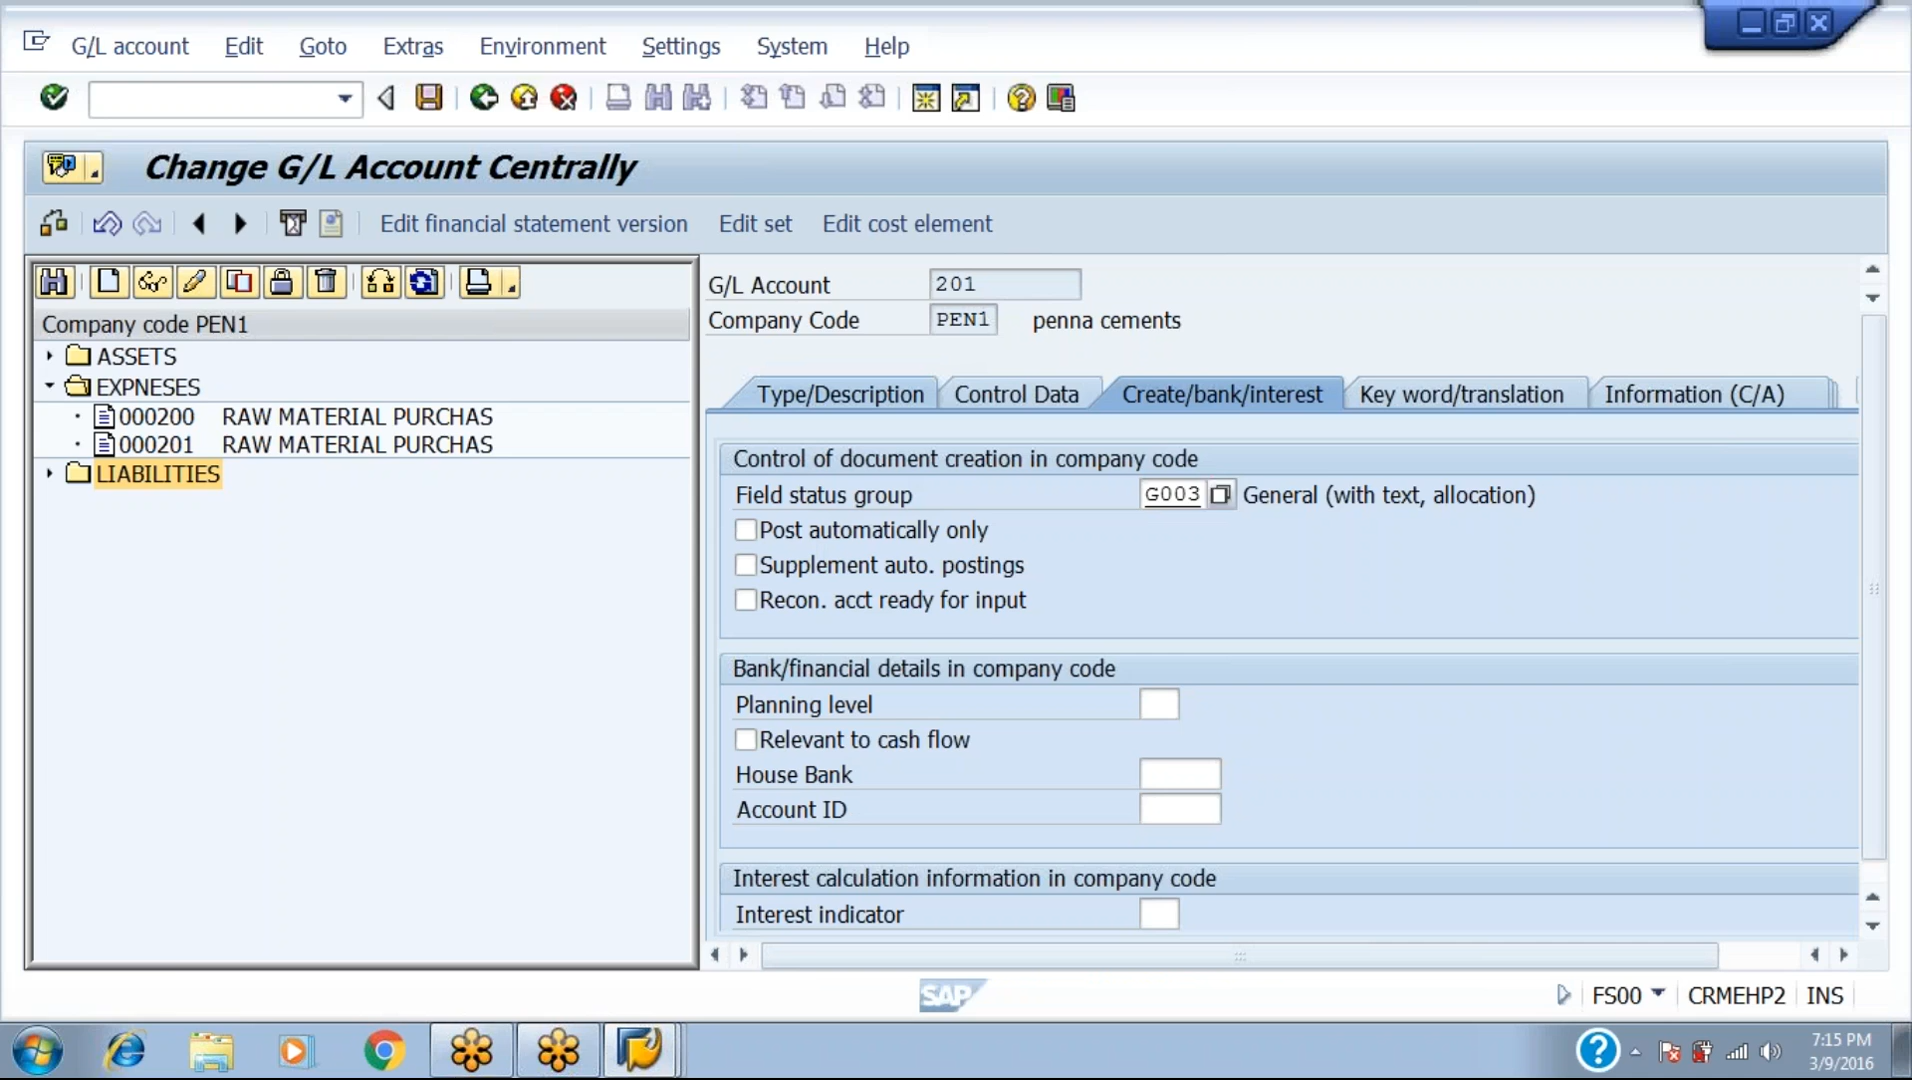 G/L account Edit Goto Extras Environment Settings System Help
Change G/L Account Centrally
Edit financial statement version Edit set Edit cost element
Company code PEN1
ASSETS
EXPNESES
000200 RAW MATERIAL PURCHAS
000201 RAW MATERIAL PURCHAS
LIABILITIES
G/L Account 201
Company Code PEN1 penna cements
Type/Description Control Data Create/bank/interest Key word/translation Information (C/A)
Control of document creation in company code
Field status group G003 General (with text, allocation)
Post automatically only
Supplement auto. postings
Recon. acct ready for input
Bank/financial details in company code
Planning level
Relevant to cash flow
House Bank
Account ID
Interest calculation information in company code
Interest indicator
SAP FS00 CRMEHP2 INS
7:15 PM
3/9/2016